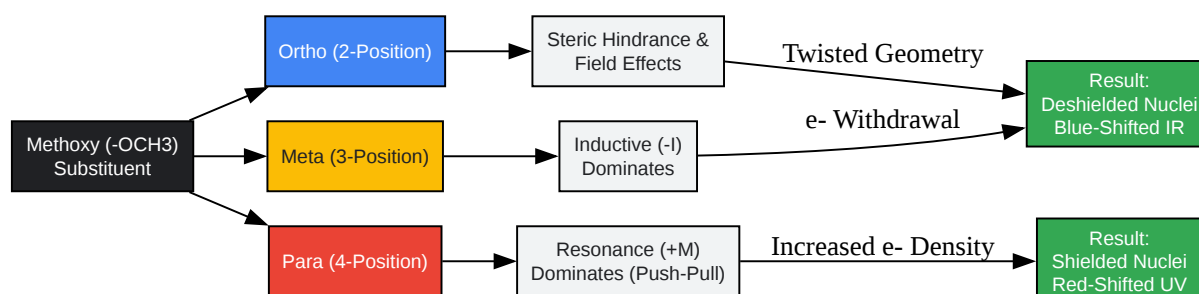 Ortho (2-Position)
Steric Hindrance &
Field Effects
Twisted Geometry
Result:
Deshielded Nuclei
Blue-Shifted IR
Methoxy (-OCH3)
Substituent
Meta (3-Position)
Inductive (-I)
Dominates
e- Withdrawal
Para (4-Position)
Resonance (+M)
Dominates (Push-Pull)
Increased e- Density
Result:
Shielded Nuclei
Red-Shifted UV